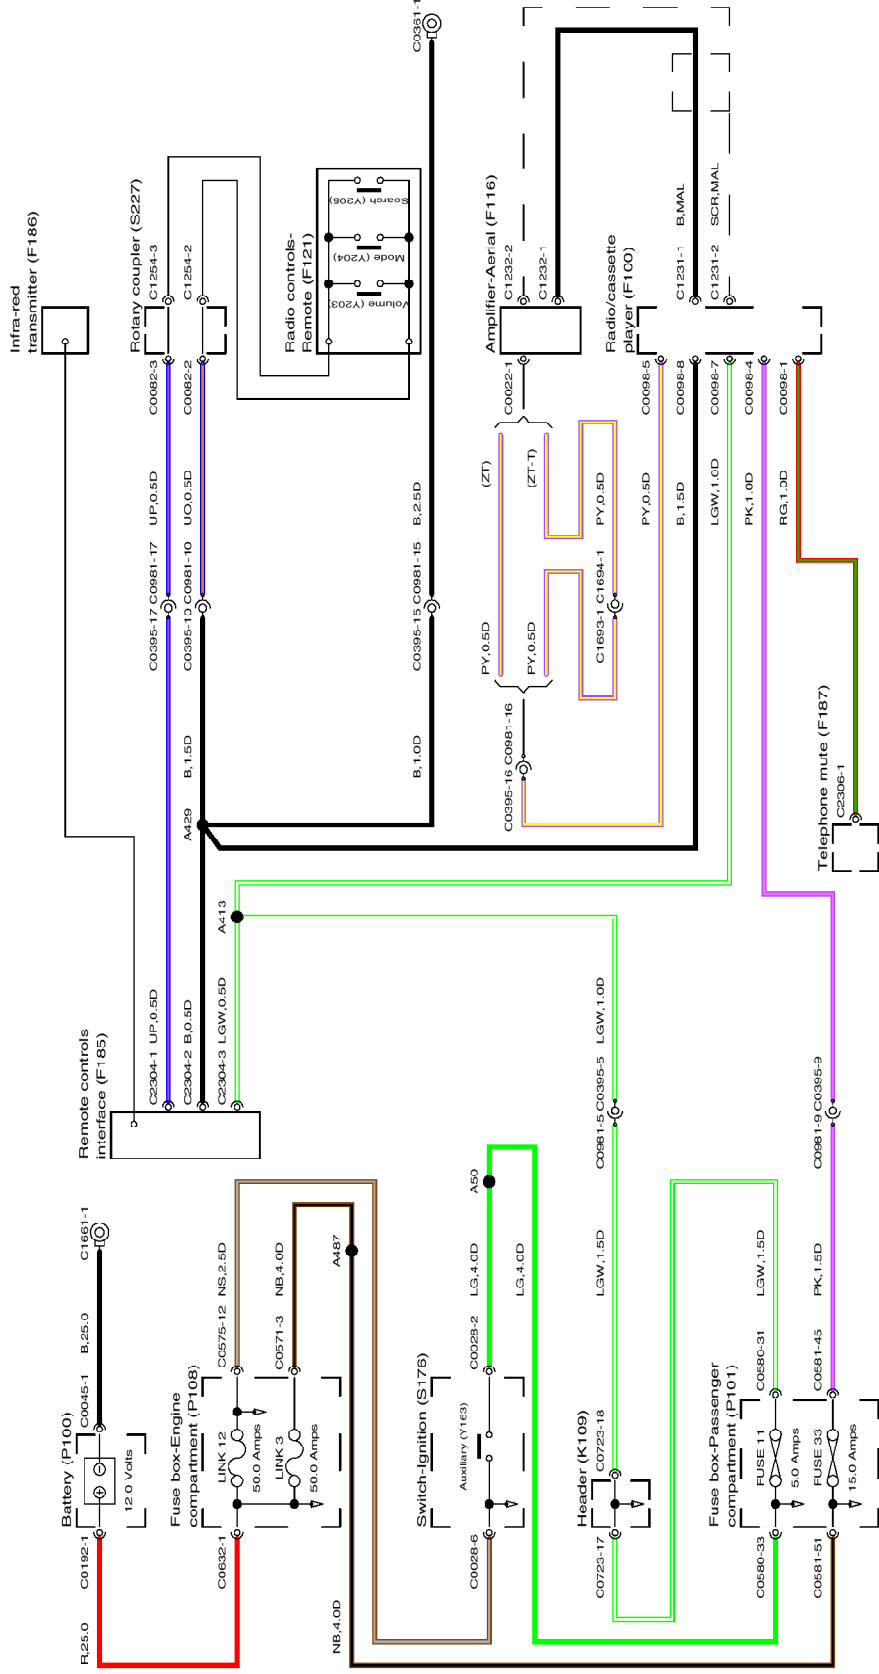 Battery (P100)
12.0 Volts
C0192-1
C0045-1
R,25.0
B,25.0
C1661-1
Fuse box-Engine
compartment (P108)
LINK 12
50.0 Amps
LINK 3
50.0 Amps
C0632-1
C0575-12
NS,2.5D
C0571-3
NB,4.0D
A487
NB,4.0D
Switch-Ignition (S176)
Auxiliary (Y163)
C0028-6
C0028-2
LG,4.0D
LG,4.0D
A50
Header (K109)
C0723-17
C0723-18
LGW,1.5D
C0981-5
C0395-5
LGW,1.0D
Fuse box-Passenger
compartment (P101)
FUSE 11
5.0 Amps
FUSE 33
15.0 Amps
C0580-33
C0581-51
C0580-31
C0581-45
LGW,1.5D
PK,1.5D
C0981-9
C0395-9
Remote controls
interface (F185)
C2304-1
UP,0.5D
C2304-2
B,0.5D
C2304-3
LGW,0.5D
A413
A429
B,1.5D
B,1.0D
C0395-17
C0981-17
UP,0.5D
C0395-10
C0981-10
UO,0.5D
C0395-15
C0981-15
B,2.5D
C0361-1
Infra-red
transmitter (F186)
Rotary coupler (S227)
C0082-3
C1254-3
C0082-2
C1254-2
Radio controls-
Remote (F121)
Volume (Y203)
Mode (Y204)
Search (Y205)
Amplifier-Aerial (F116)
C0022-1
C1232-2
C1232-1
(ZT)
(ZT-T)
PY,0.5D
PY,0.5D
PY,0.5D
C0395-16
C0981-16
C1693-1
C1694-1
Radio/cassette
player (F100)
C0098-5
PY,0.5D
C0098-8
B,1.5D
C0098-7
LGW,1.0D
C0098-4
PK,1.0D
C0098-1
RG,1.0D
C1231-1
B,MAL
C1231-2
SCR,MAL
Telephone mute (F187)
C2306-1